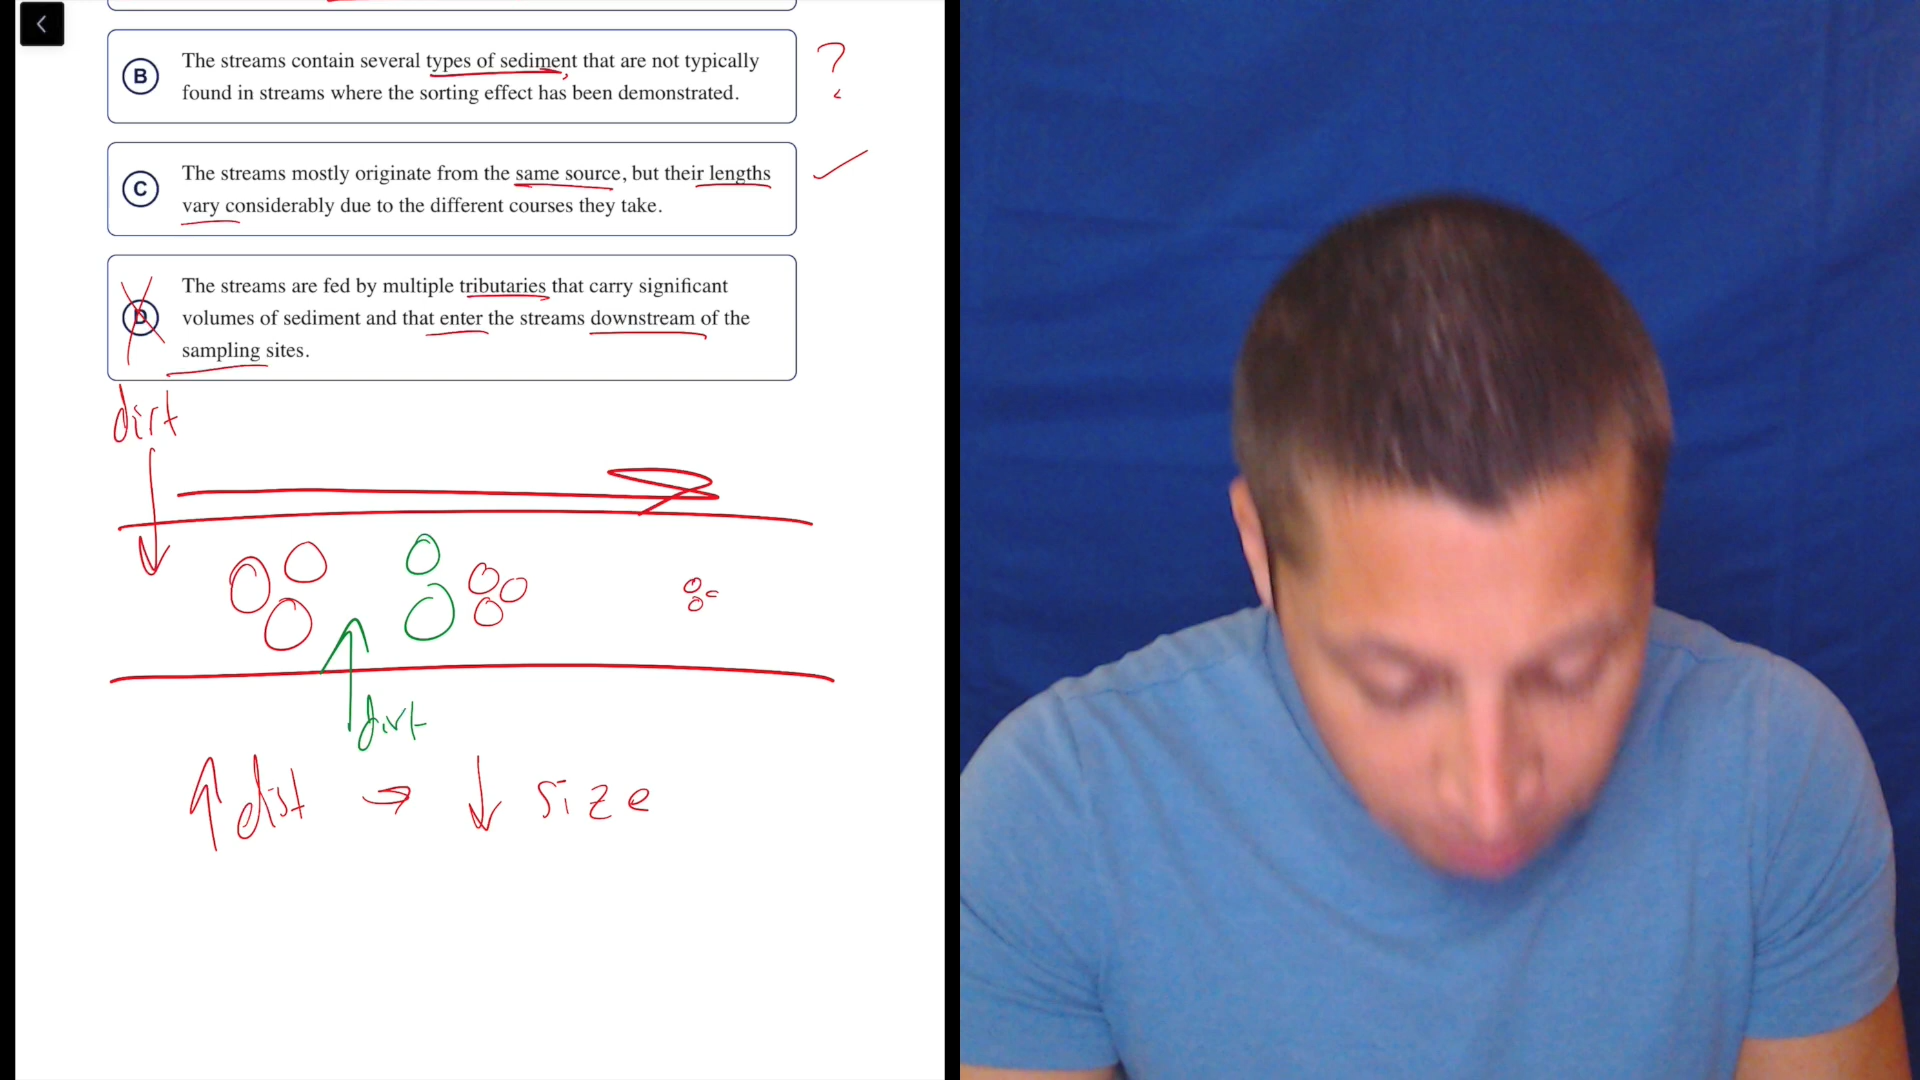 B
The streams contain several types of sediment that are not typically
found in streams where the sorting effect has been demonstrated.
?
C
The streams mostly originate from the same source, but their lengths
vary considerably due to the different courses they take.
D
The streams are fed by multiple tributaries that carry significant
volumes of sediment and that enter the streams downstream of the
sampling sites.
dirt
dirt
↑ dist → ↓ size